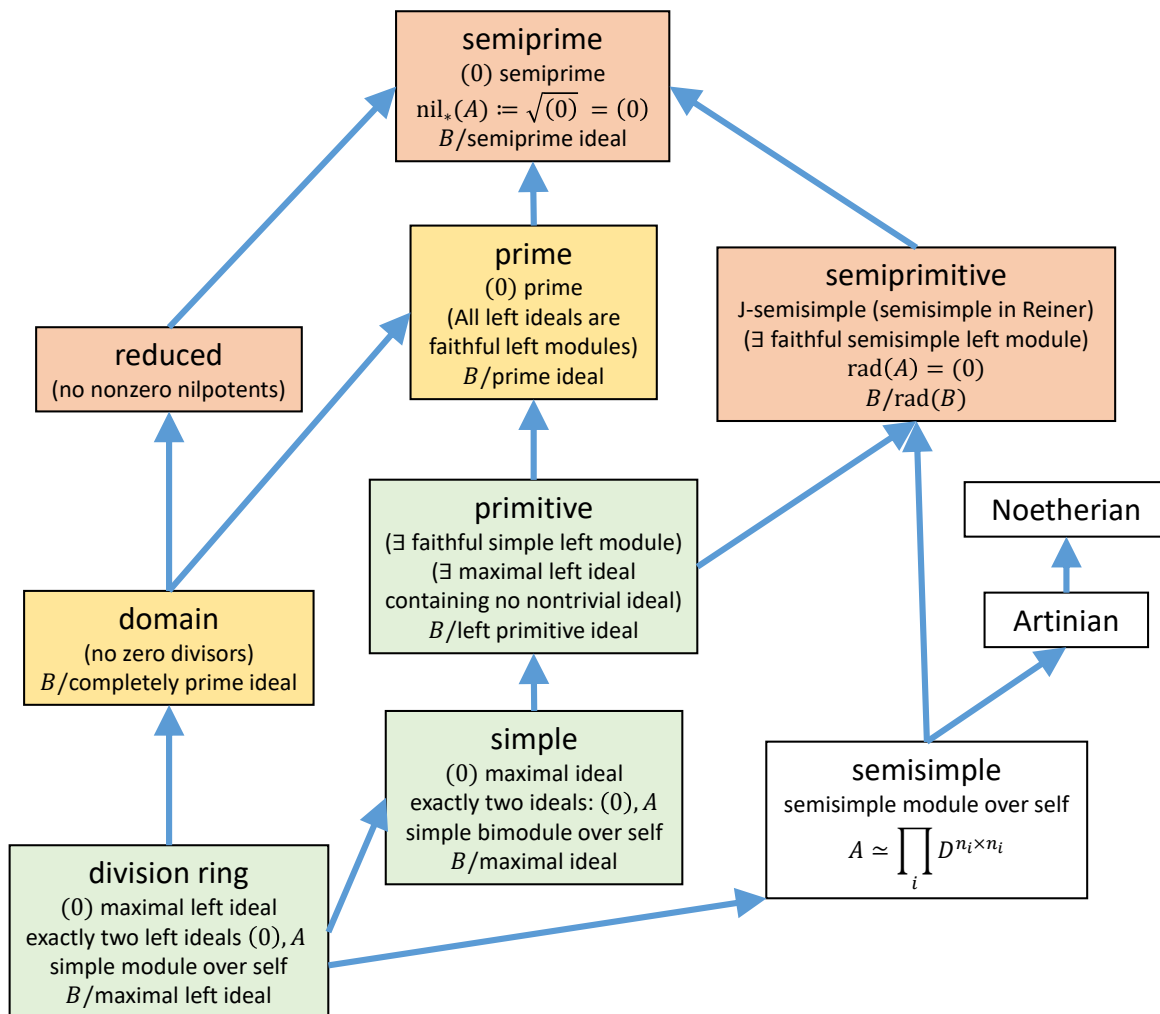 semiprime
(0) semiprime
nil∗(A) ≔ √(0) = (0)
B/semiprime ideal
prime
(0) prime
(All left ideals are
faithful left modules)
B/prime ideal
semiprimitive
J-semisimple (semisimple in Reiner)
(∃ faithful semisimple left module)
rad(A) = (0)
B/rad(B)
reduced
(no nonzero nilpotents)
primitive
(∃ faithful simple left module)
(∃ maximal left ideal
containing no nontrivial ideal)
B/left primitive ideal
Noetherian
Artinian
domain
(no zero divisors)
B/completely prime ideal
simple
(0) maximal ideal
exactly two ideals: (0), A
simple bimodule over self
B/maximal ideal
semisimple
semisimple module over self
A ≃ ∏ᵢ D^{nᵢ×nᵢ}
division ring
(0) maximal left ideal
exactly two left ideals (0), A
simple module over self
B/maximal left ideal